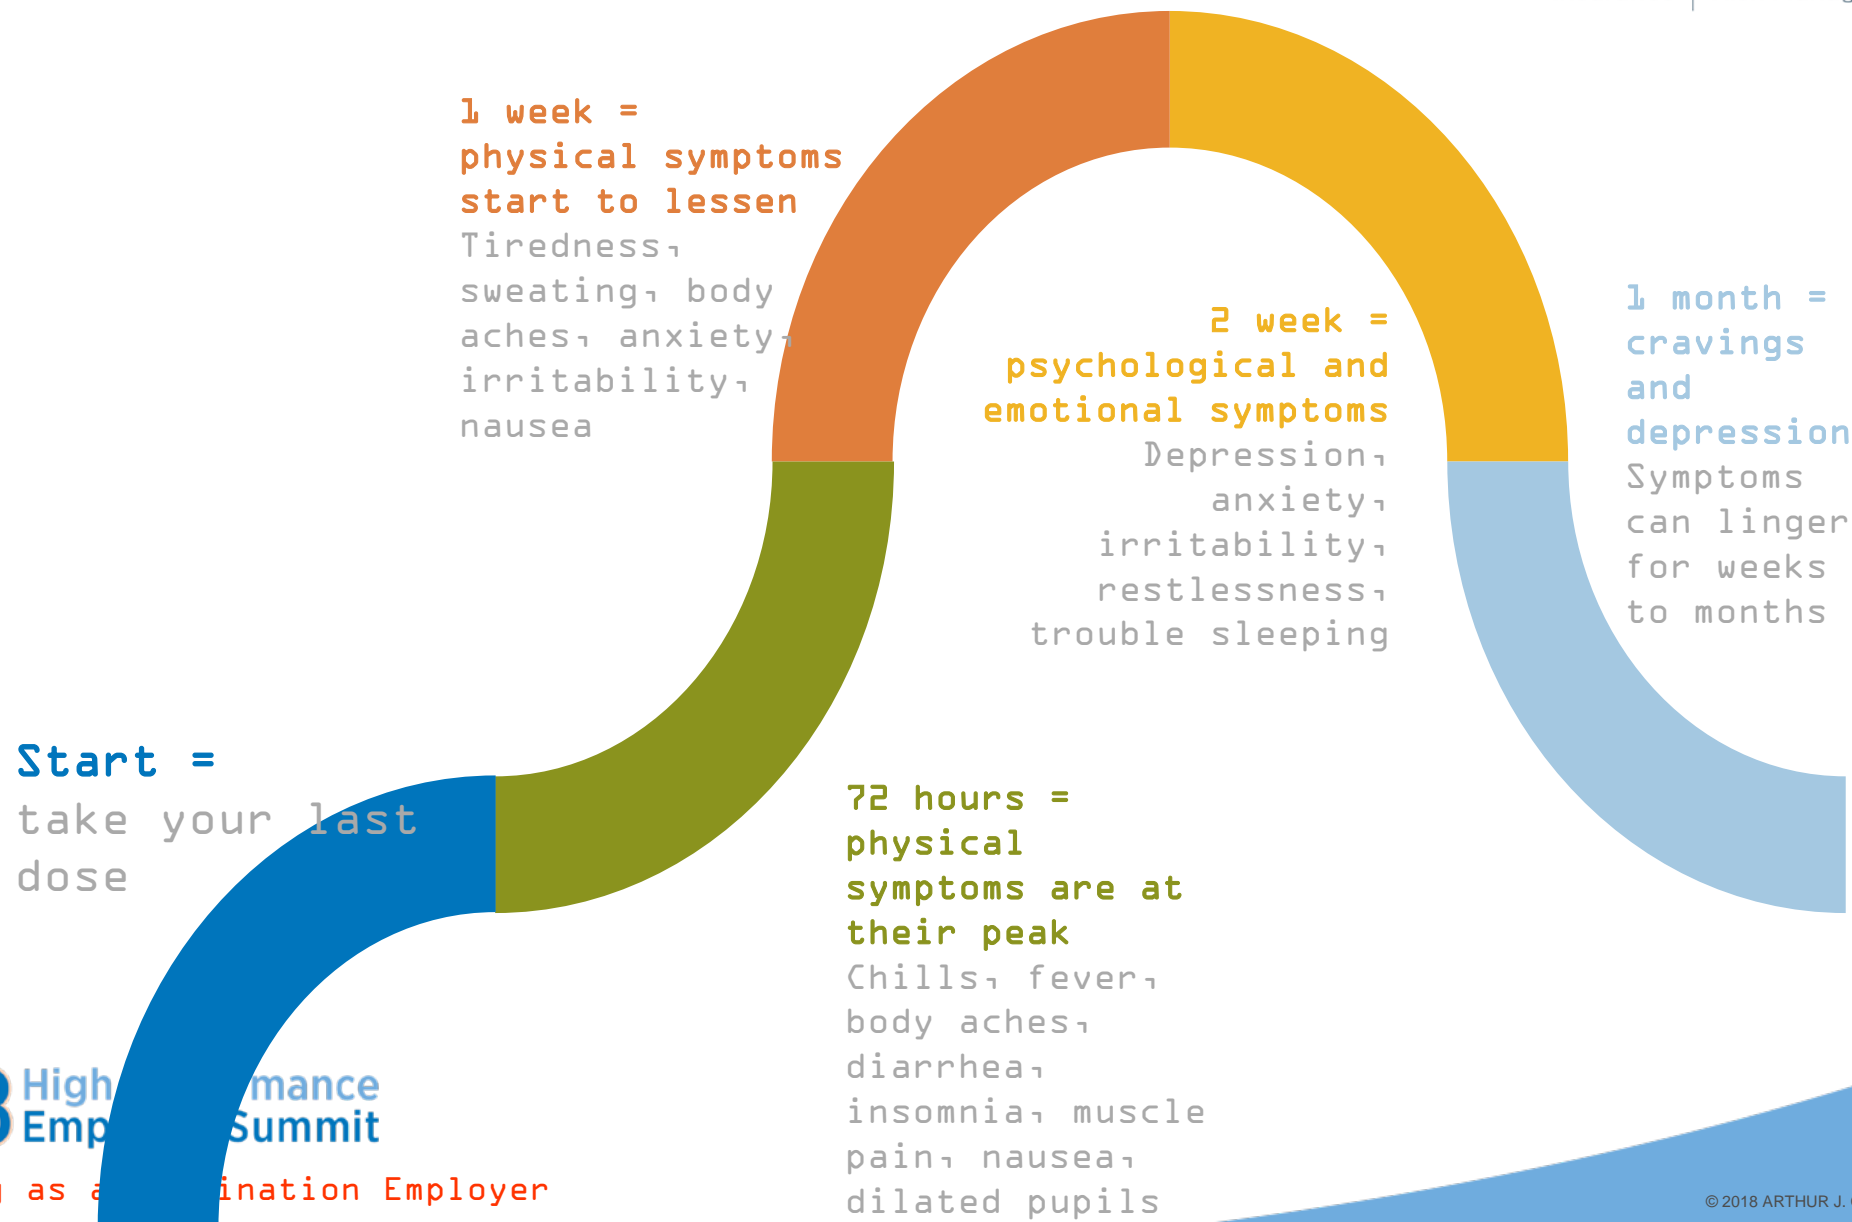 1 week =
physical symptoms
start to lessen
Tiredness,
sweating, body
aches, anxiety,
irritability,
nausea
2 week =
psychological and
emotional symptoms
Depression,
anxiety,
irritability,
restlessness,
trouble sleeping
1 month =
cravings
and
depression
Symptoms
can linger
for weeks
to months
Start =
take your last
dose
72 hours =
physical
symptoms are at
their peak
Chills, fever,
body aches,
diarrhea,
insomnia, muscle
pain, nausea,
dilated pupils
High mance
Emp Summit
as a ination Employer
© 2018 ARTHUR J.